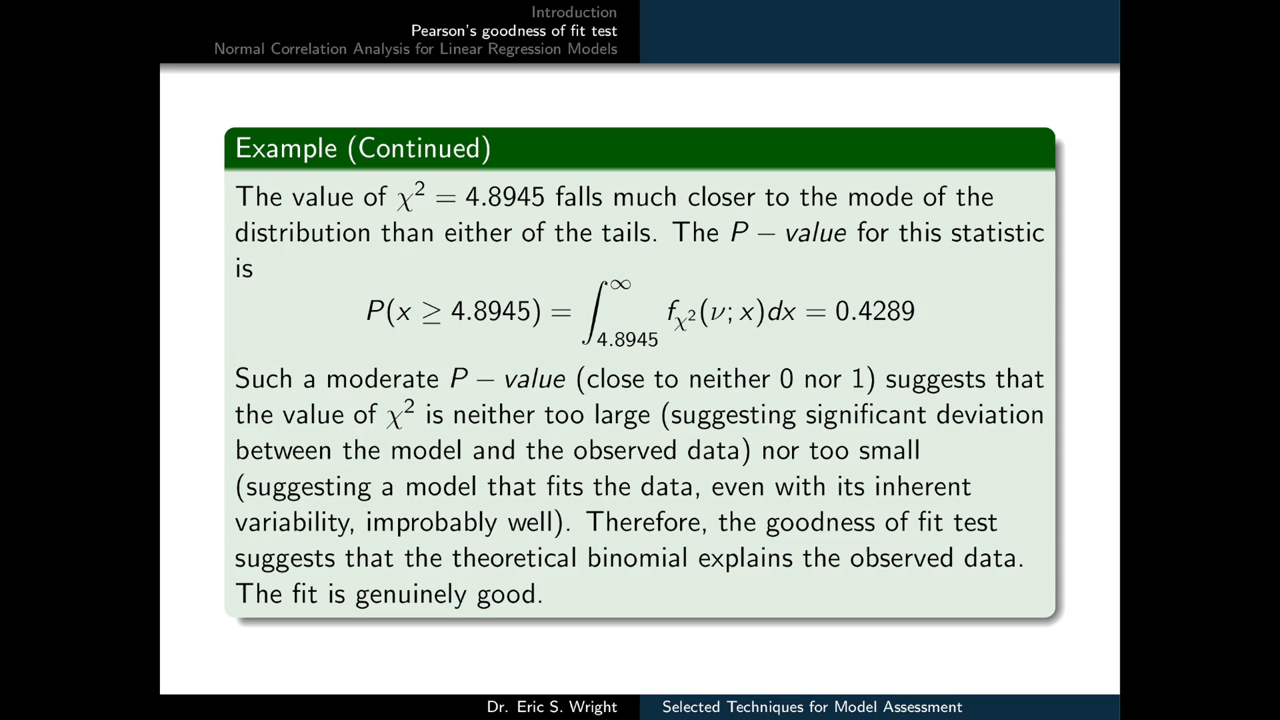 Introduction
Pearson's goodness of fit test
Normal Correlation Analysis for Linear Regression Models
Example (Continued)
The value of χ² = 4.8945 falls much closer to the mode of the
distribution than either of the tails. The P − value for this statistic
is
P(x ≥ 4.8945) = ∫_{4.8945}^{∞} f_{χ²}(ν; x)dx = 0.4289
Such a moderate P − value (close to neither 0 nor 1) suggests that
the value of χ² is neither too large (suggesting significant deviation
between the model and the observed data) nor too small
(suggesting a model that fits the data, even with its inherent
variability, improbably well). Therefore, the goodness of fit test
suggests that the theoretical binomial explains the observed data.
The fit is genuinely good.
Dr. Eric S. Wright
Selected Techniques for Model Assessment